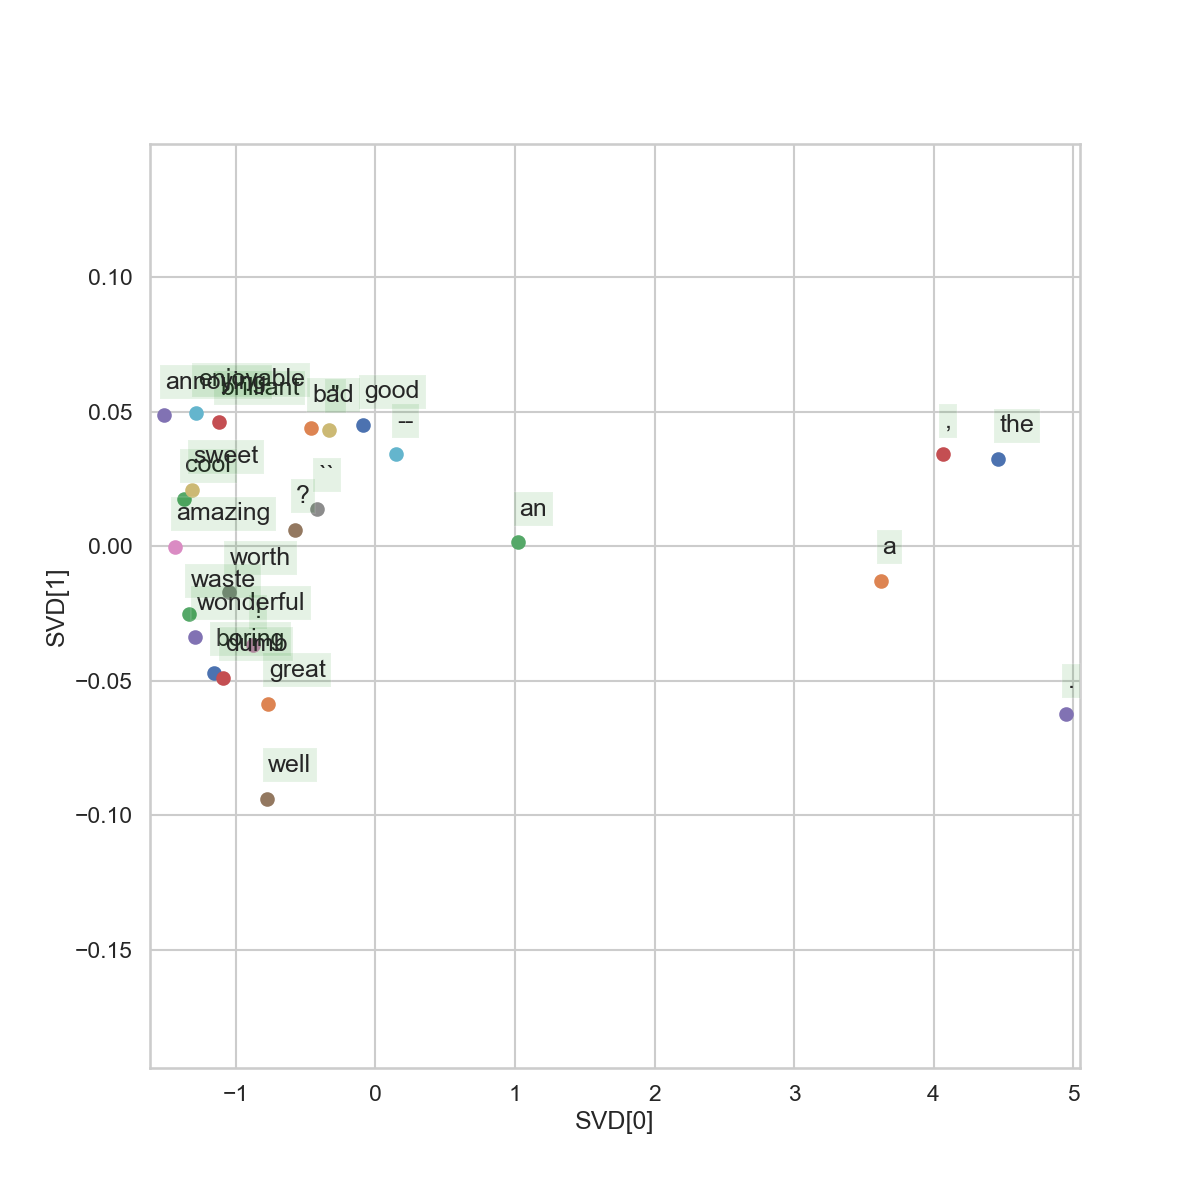 0.10
annoying
enjoyable
brilliant
bad
"
good
0.05
--
,
the
sweet
cool
``
?
amazing
an
0.00
a
worth
waste
wonderful
!
boring
dumb
great
−0.05
.
well
−0.10
−0.15
−1
0
1
2
3
4
5
SVD[0]
SVD[1]